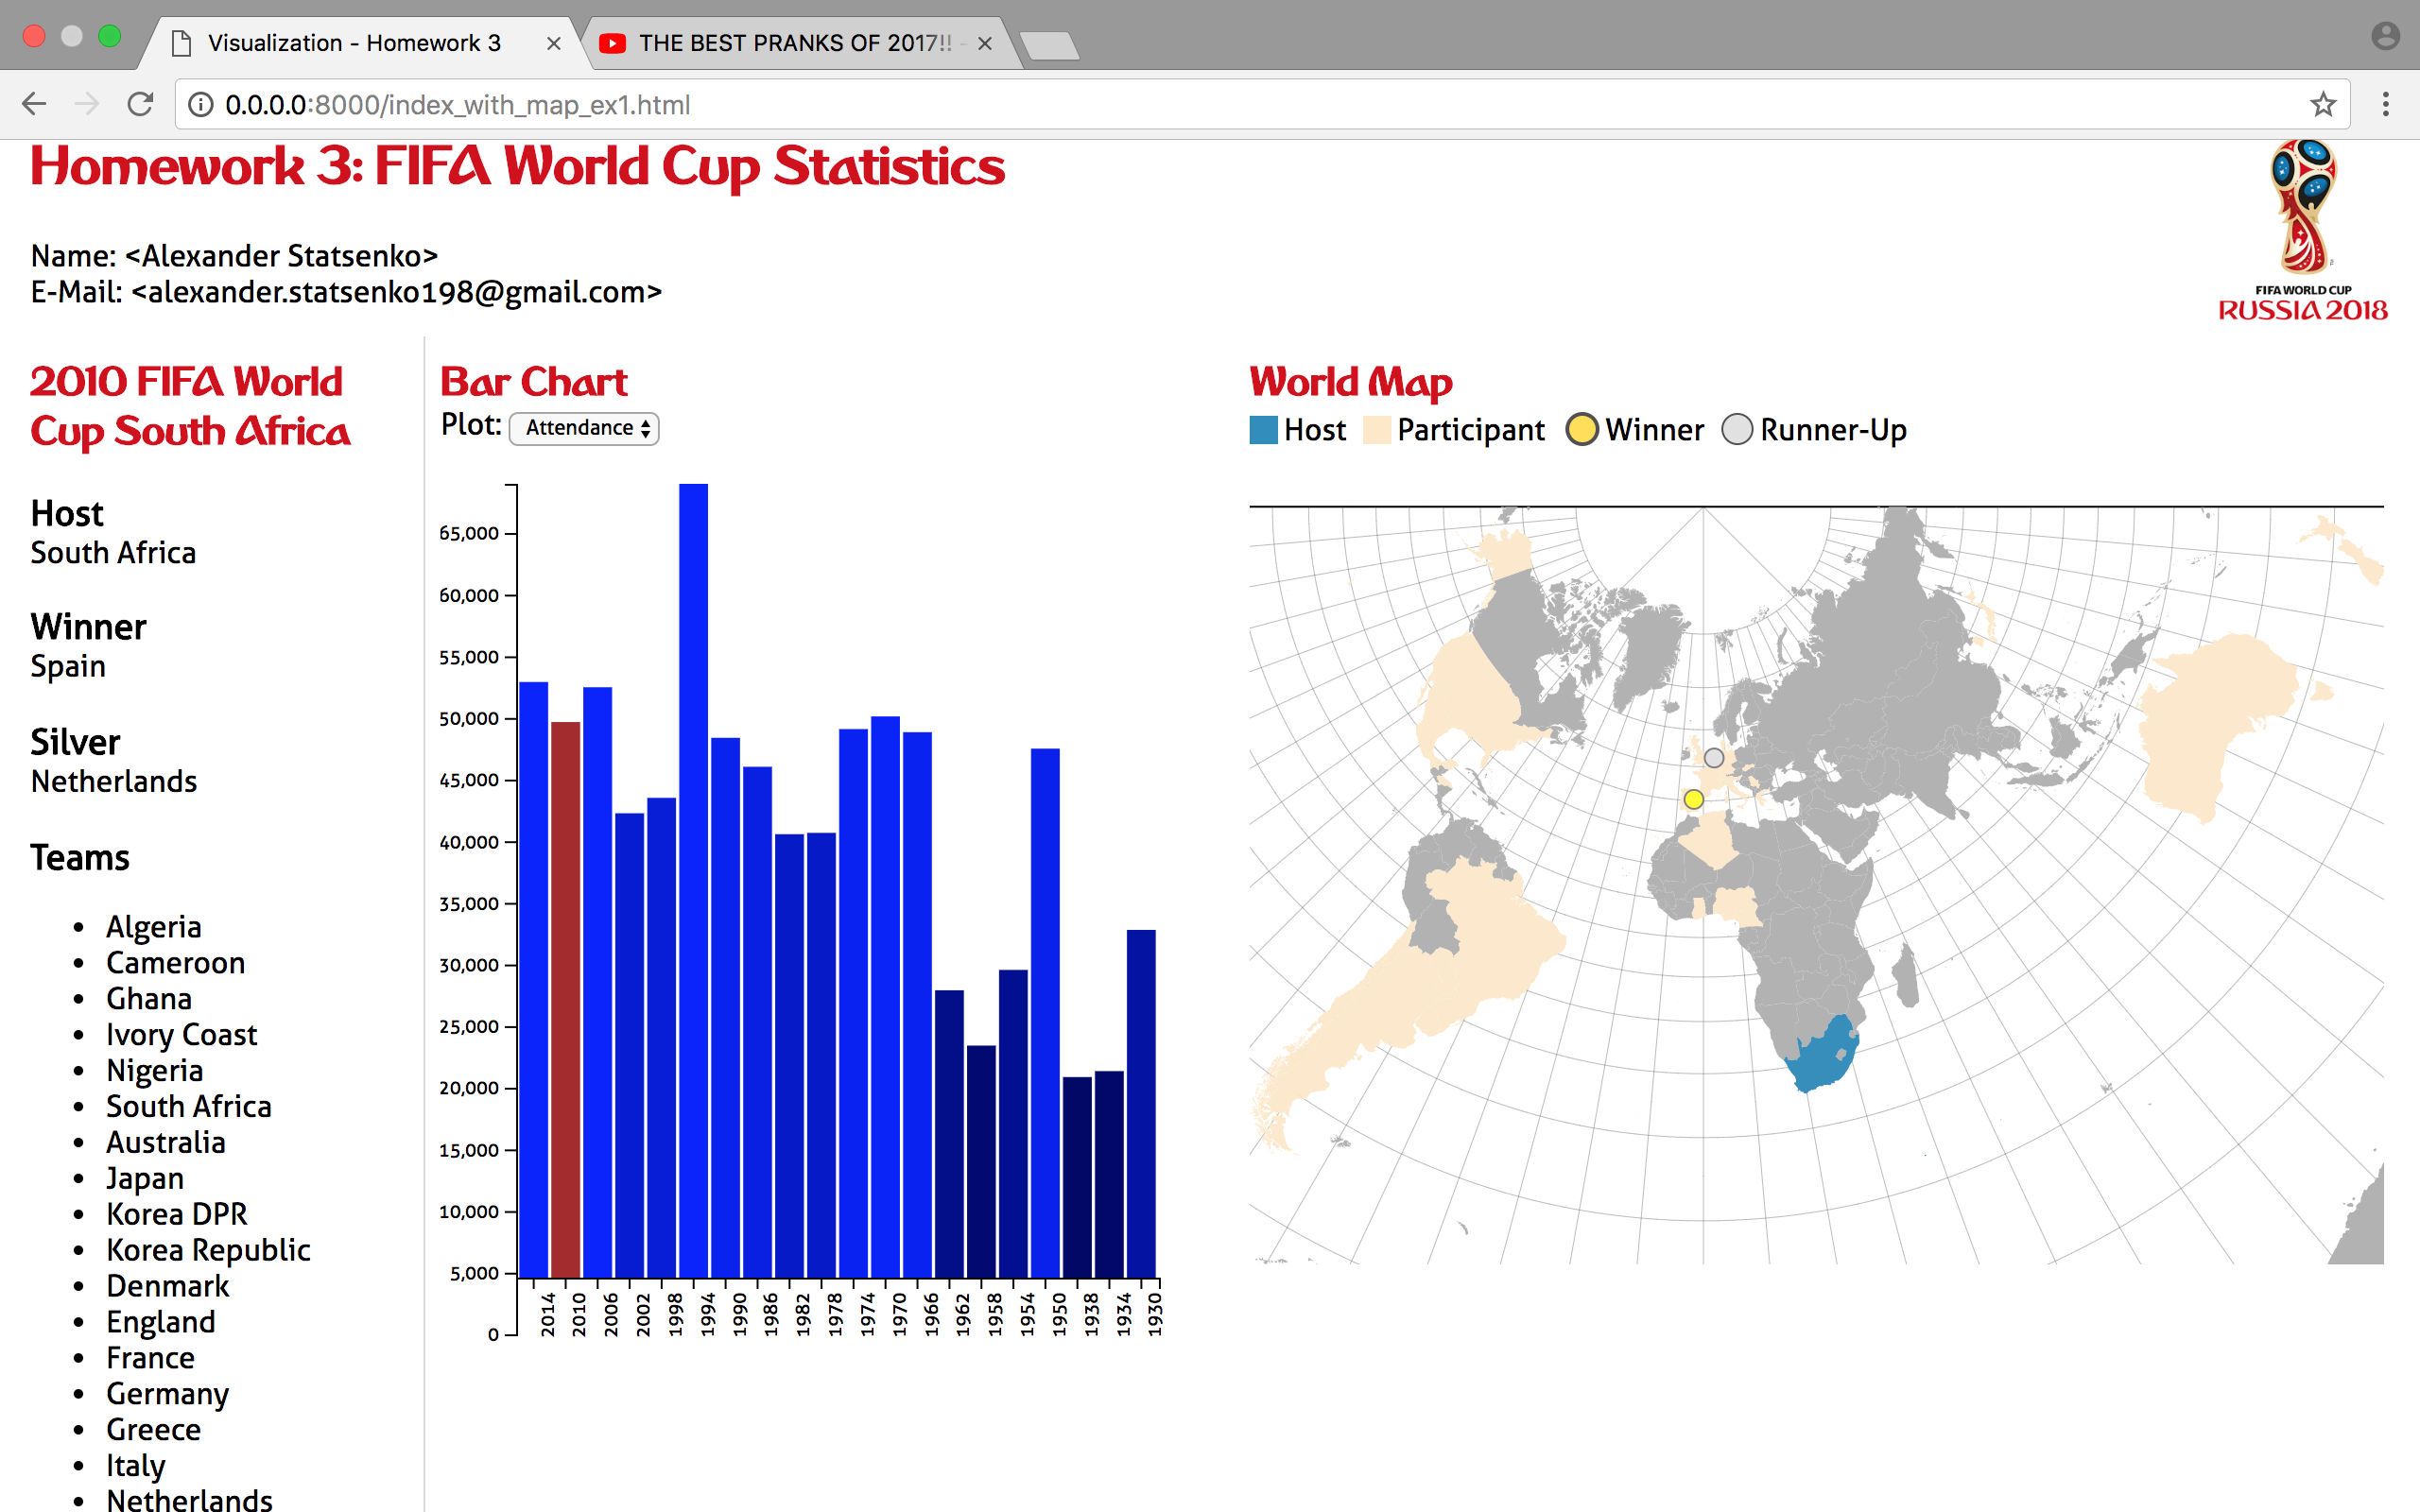 Visualization - Homework 3
THE BEST PRANKS OF 2017!! -
0.0.0.0:8000/index_with_map_ex1.html
Homework 3: FIFA World Cup Statistics
Name: <Alexander Statsenko>
E-Mail: <alexander.statsenko198@gmail.com>
FIFA WORLD CUP
RUSSIA 2018
2010 FIFA World
Cup South Africa
Host
South Africa
Winner
Spain
Silver
Netherlands
Teams
Algeria
Cameroon
Ghana
Ivory Coast
Nigeria
South Africa
Australia
Japan
Korea DPR
Korea Republic
Denmark
England
France
Germany
Greece
Italy
Netherlands
Bar Chart
Plot: Attendance
65,000
60,000
55,000
50,000
45,000
40,000
35,000
30,000
25,000
20,000
15,000
10,000
5,000
0
2014
2010
2006
2002
1998
1994
1990
1986
1982
1978
1974
1970
1966
1962
1958
1954
1950
1938
1934
1930
World Map
Host Participant Winner Runner-Up